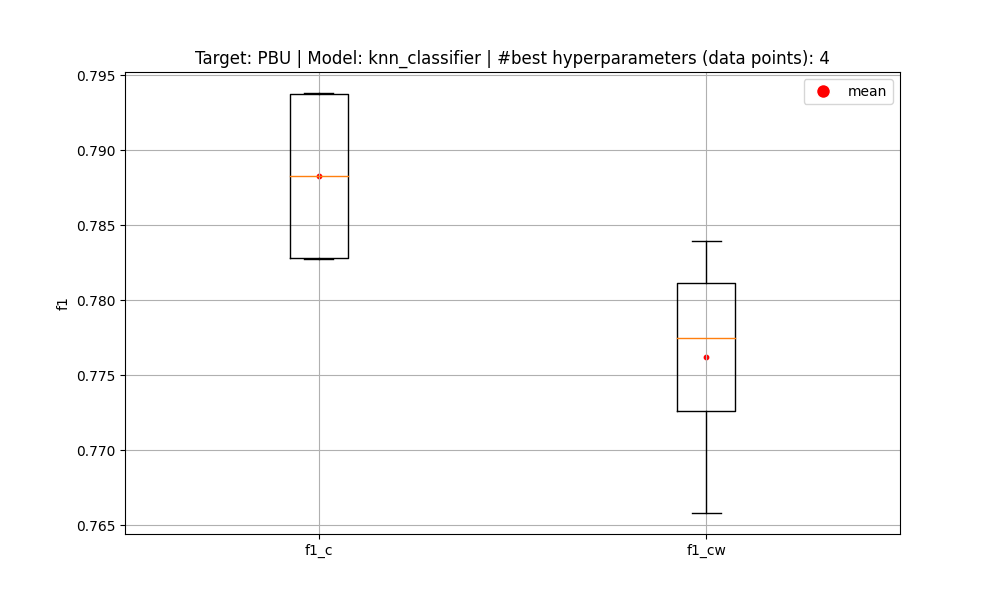 Target: PBU | Model: knn_classifier | #best hyperparameters (data points): 4
mean
0.795
0.790
0.785
0.780
0.775
0.770
0.765
f1
f1_c
f1_cw